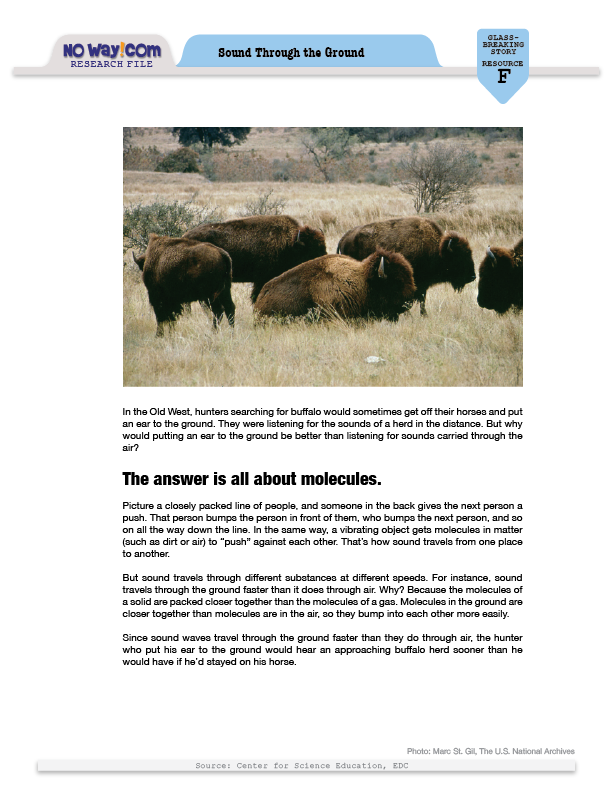 NO WAY!COM
RESEARCH FILE
Sound Through the Ground
GLASS-
BREAKING
STORY
RESOURCE
F
In the Old West, hunters searching for buffalo would sometimes get off their horses and put
an ear to the ground. They were listening for the sounds of a herd in the distance. But why
would putting an ear to the ground be better than listening for sounds carried through the
air?
The answer is all about molecules.
Picture a closely packed line of people, and someone in the back gives the next person a
push. That person bumps the person in front of them, who bumps the next person, and so
on all the way down the line. In the same way, a vibrating object gets molecules in matter
(such as dirt or air) to “push” against each other. That’s how sound travels from one place
to another.
But sound travels through different substances at different speeds. For instance, sound
travels through the ground faster than it does through air. Why? Because the molecules of
a solid are packed closer together than the molecules of a gas. Molecules in the ground are
closer together than molecules are in the air, so they bump into each other more easily.
Since sound waves travel through the ground faster than they do through air, the hunter
who put his ear to the ground would hear an approaching buffalo herd sooner than he
would have if he’d stayed on his horse.
Photo: Marc St. Gil, The U.S. National Archives
Source: Center for Science Education, EDC